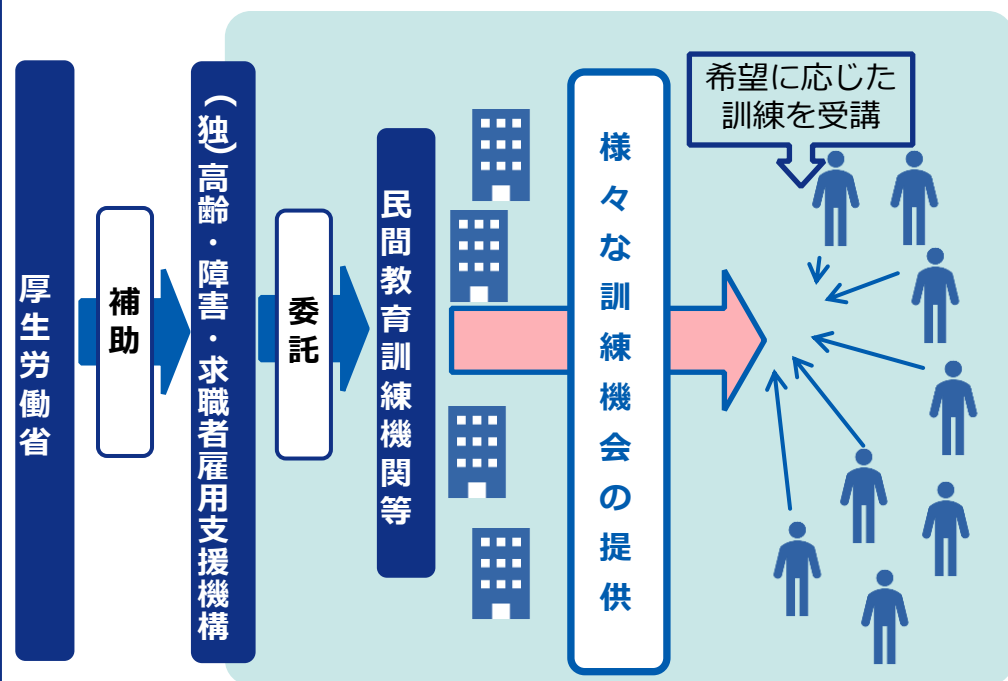 厚生労働省
補助
(独)高齢・障害・求職者雇用支援機構
委託
民間教育訓練機関等
様々な訓練機会の提供
希望に応じた
訓練を受講